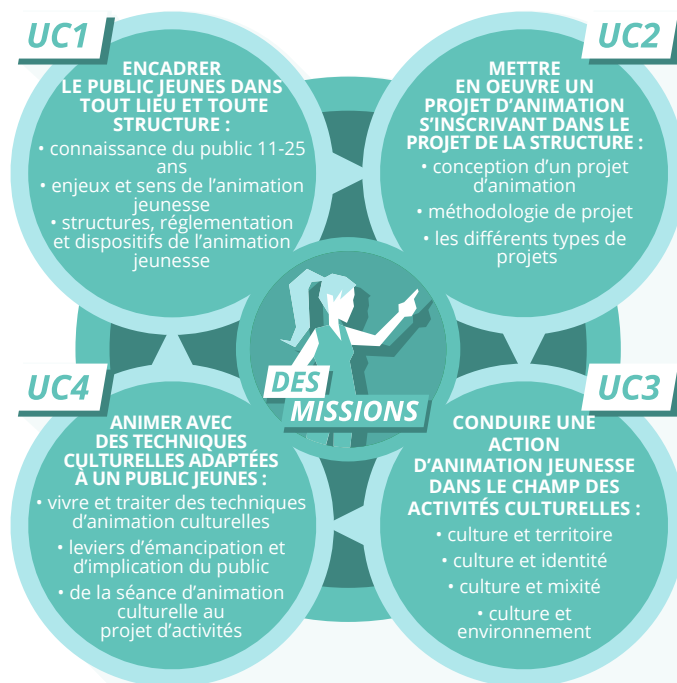 UC1
ENCADRER
LE PUBLIC JEUNES DANS
TOUT LIEU ET TOUTE
STRUCTURE :
• connaissance du public 11-25
ans
• enjeux et sens de l'animation
jeunesse
• structures, réglementation
et dispositifs de l'animation
jeunesse
UC2
METTRE
EN OEUVRE UN
PROJET D'ANIMATION
S'INSCRIVANT DANS LE
PROJET DE LA STRUCTURE :
• conception d'un projet
d'animation
• méthodologie de projet
• les différents types de
projets
DES
MISSIONS
UC4
ANIMER AVEC
DES TECHNIQUES
CULTURELLES ADAPTÉES
À UN PUBLIC JEUNES :
• vivre et traiter des techniques
d'animation culturelles
• leviers d'émancipation et
d'implication du public
• de la séance d'animation
culturelle au
projet d'activités
UC3
CONDUIRE UNE
ACTION
D'ANIMATION JEUNESSE
DANS LE CHAMP DES
ACTIVITÉS CULTURELLES :
• culture et territoire
• culture et identité
• culture et mixité
• culture et
environnement